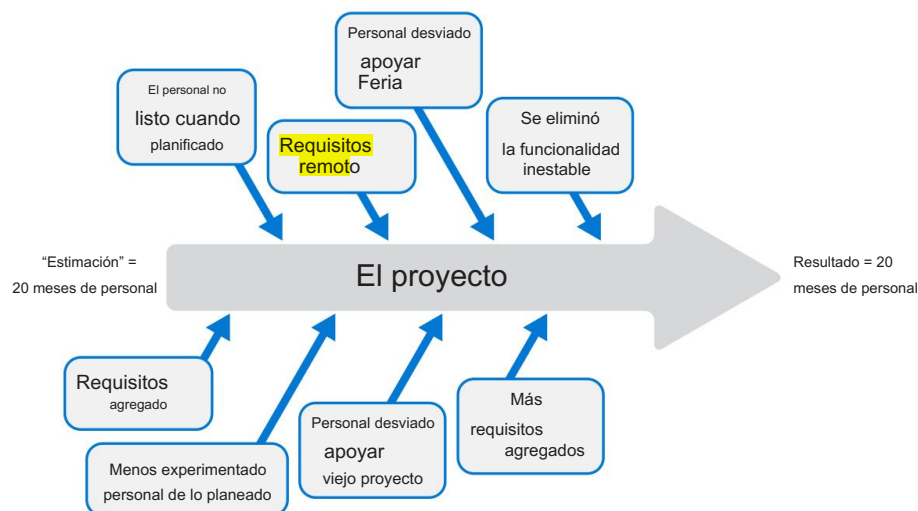 Personal desviado
apoyar
Feria
El personal no
listo cuando
planificado
Requisitos
remoto
Se eliminó
la funcionalidad
inestable
“Estimación” =
20 meses de personal
El proyecto
Resultado = 20
meses de personal
Requisitos
agregado
Menos experimentado
personal de lo planeado
Personal desviado
apoyar
viejo proyecto
Más
requisitos
agregados